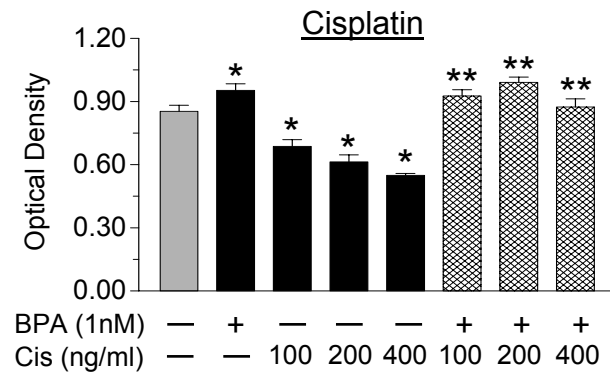 Cisplatin
Optical Density
1.20
0.90
0.60
0.30
0.00
* * * * ** ** **
BPA (1nM) — + — — — + + +
Cis (ng/ml) — — 100 200 400 100 200 400